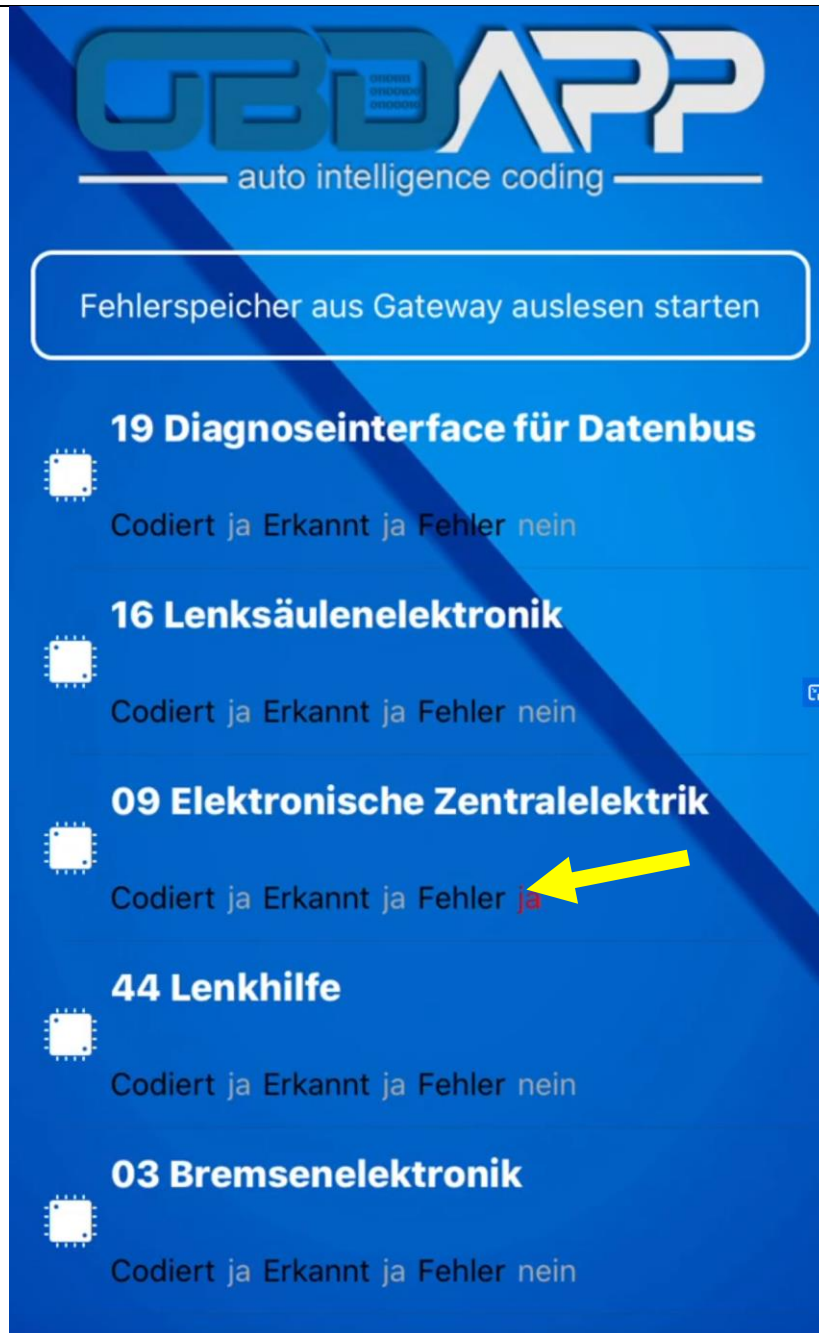 OBDAPP
auto intelligence coding
Fehlerspeicher aus Gateway auslesen starten
19 Diagnoseinterface für Datenbus
Codiert ja Erkannt ja Fehler nein
16 Lenksäulenelektronik
Codiert ja Erkannt ja Fehler nein
09 Elektronische Zentralelektrik
Codiert ja Erkannt ja Fehler ja
44 Lenkhilfe
Codiert ja Erkannt ja Fehler nein
03 Bremsenelektronik
Codiert ja Erkannt ja Fehler nein